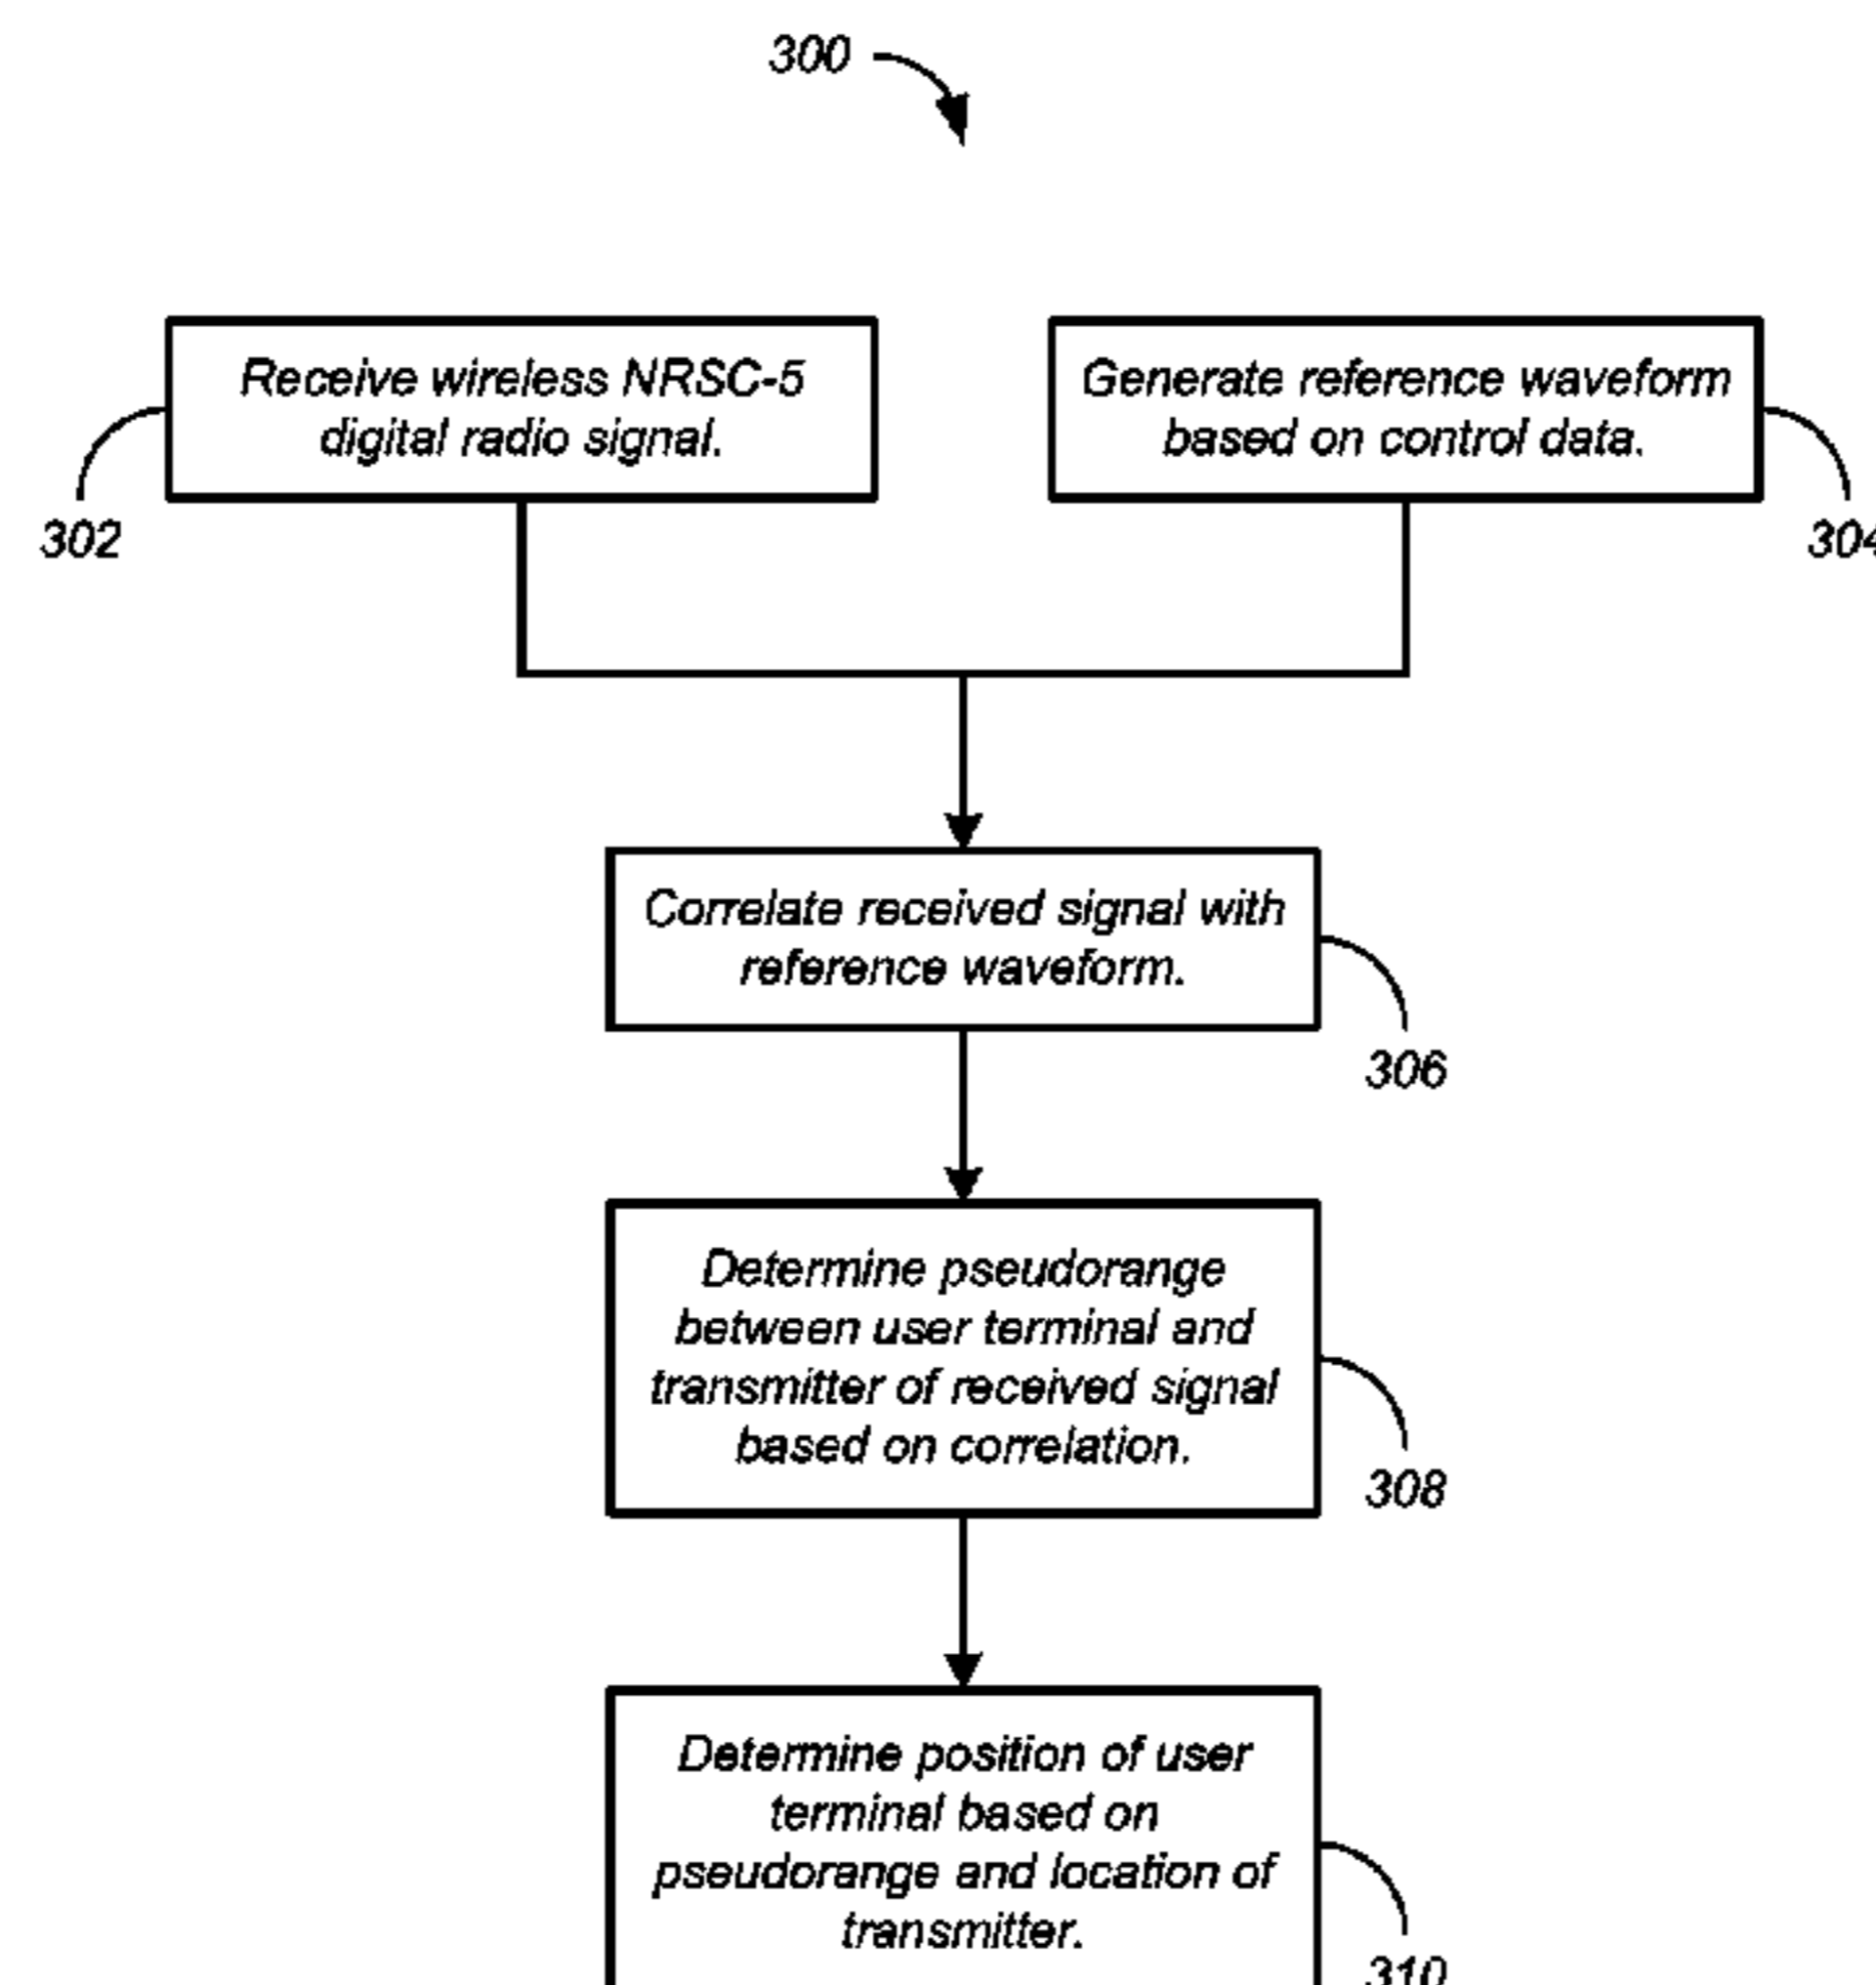 300
Receive wireless NRSC-5
digital radio signal.
302
Generate reference waveform
based on control data.
304
Correlate received signal with
reference waveform.
306
Determine pseudorange
between user terminal and
transmitter of received signal
based on correlation.
308
Determine position of user
terminal based on
pseudorange and location of
transmitter.
310